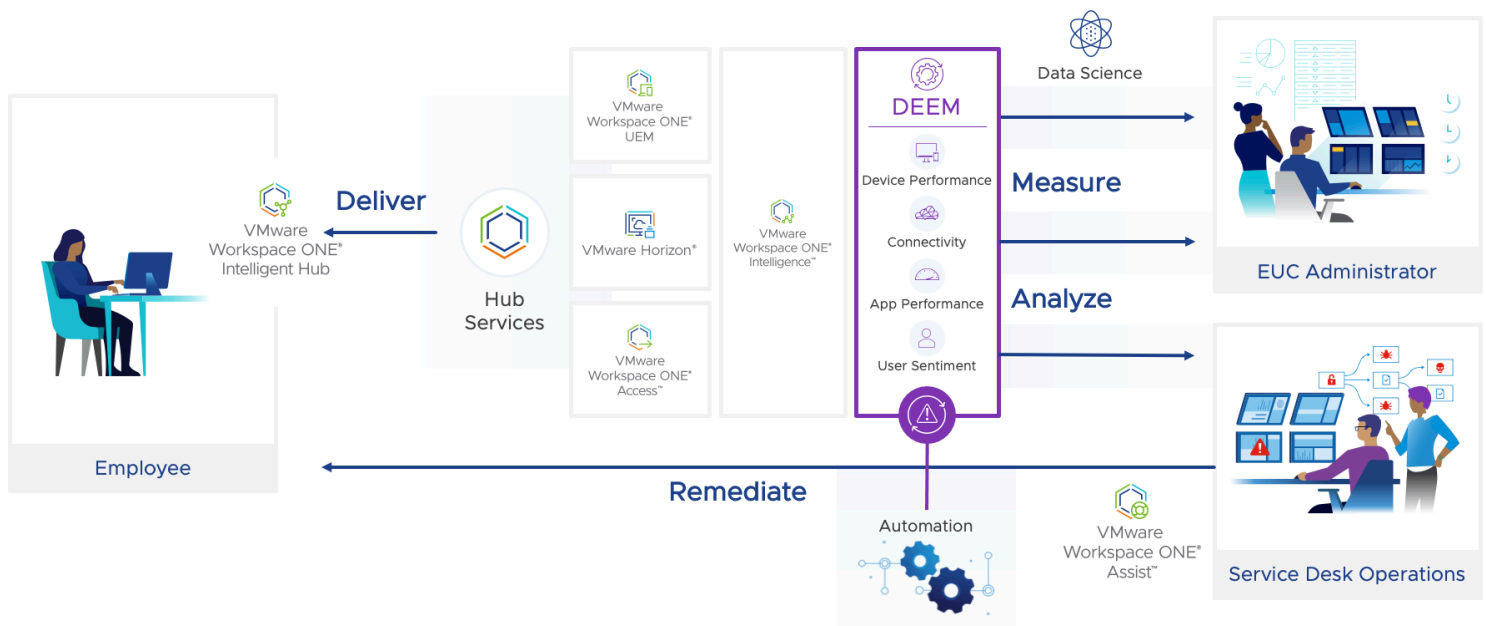 VMware
Workspace ONE®
Intelligent Hub
Employee
Deliver
Hub
Services
VMware
Workspace ONE®
UEM
VMware Horizon®
VMware
Workspace ONE®
Access™
VMware
Workspace ONE®
Intelligence™
DEEM
Device Performance
Connectivity
App Performance
User Sentiment
Data Science
Measure
Analyze
EUC Administrator
Remediate
Automation
VMware
Workspace ONE®
Assist™
Service Desk Operations